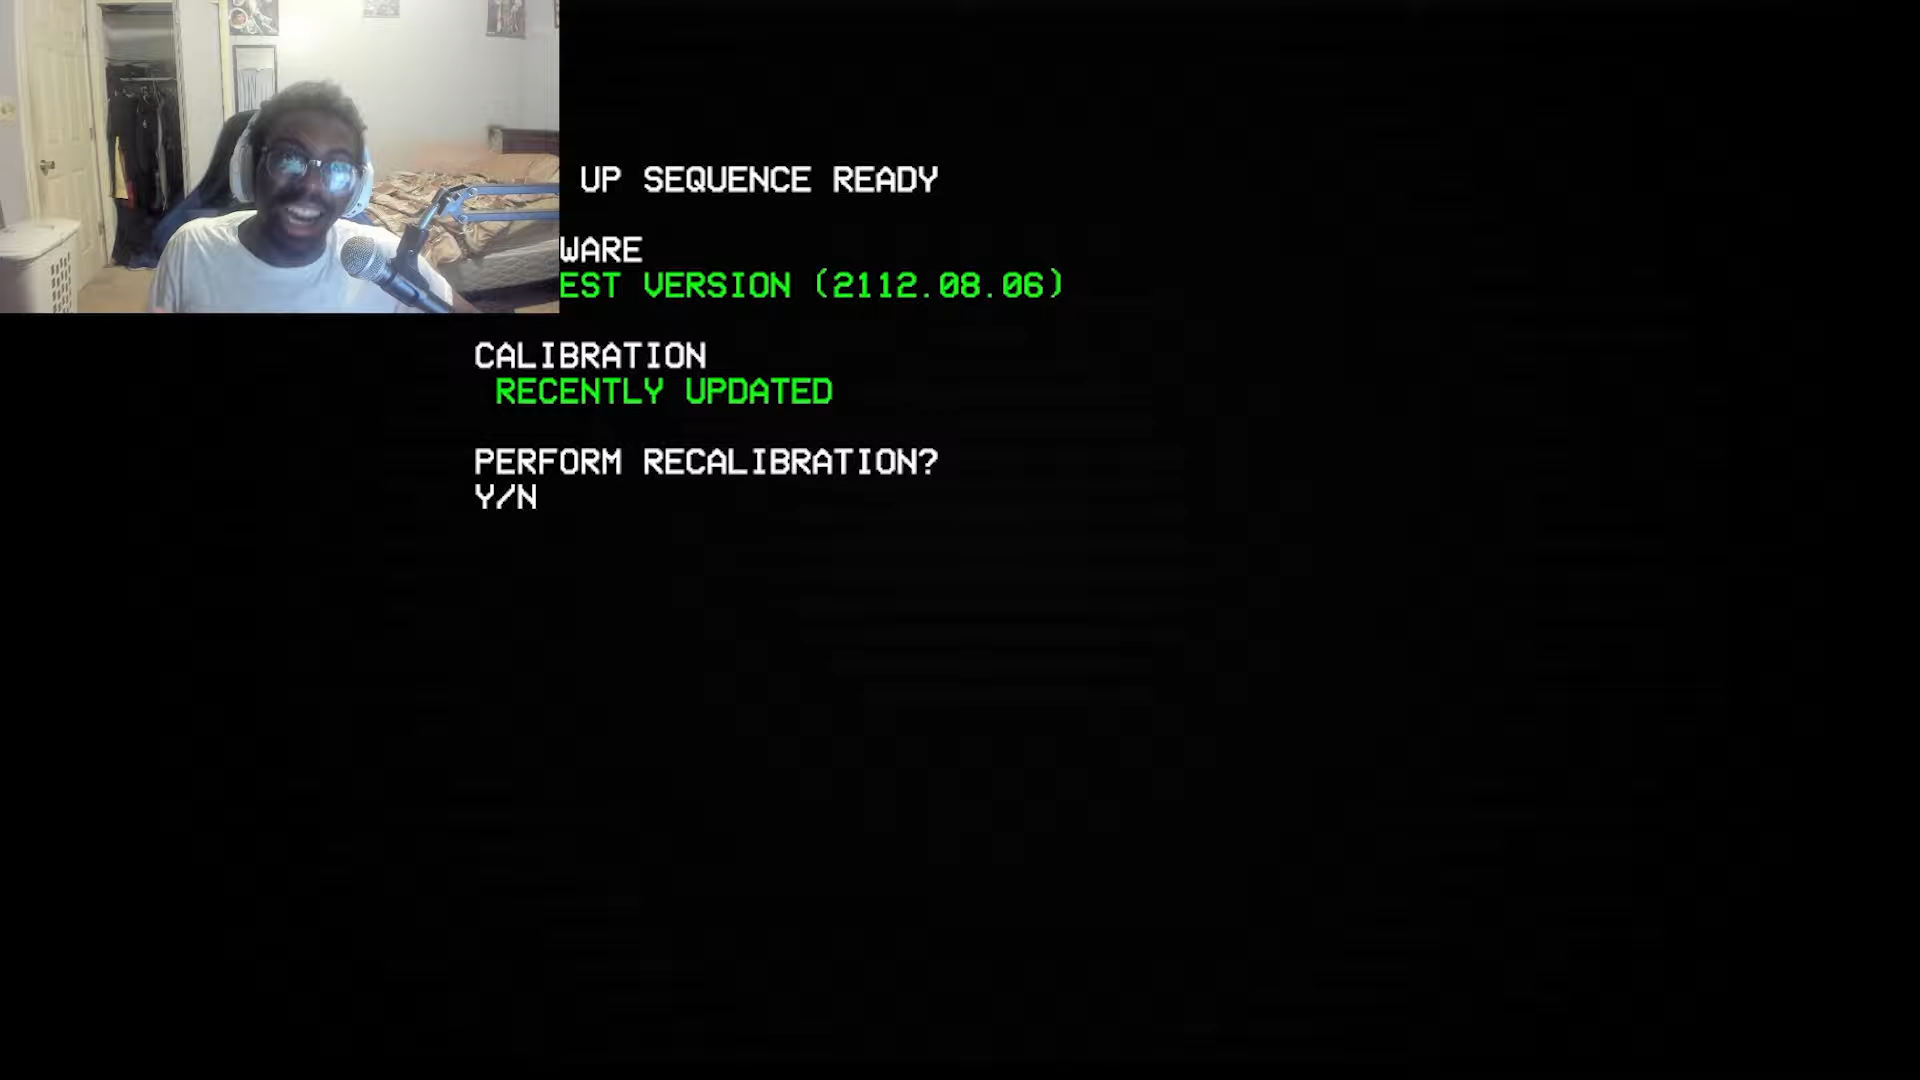 UP SEQUENCE READY
WARE
EST VERSION (2112.08.06)
CALIBRATION
RECENTLY UPDATED
PERFORM RECALIBRATION?
Y/N